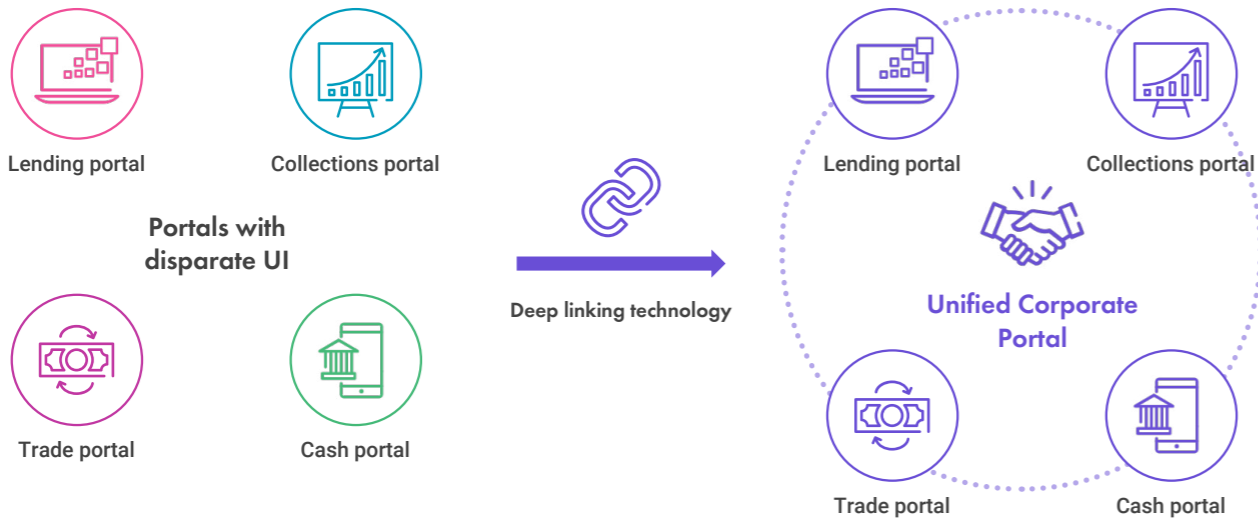 Lending portal
Collections portal
Portals with
disparate UI
Trade portal
Cash portal
Deep linking technology
Lending portal
Collections portal
Unified Corporate
Portal
Trade portal
Cash portal